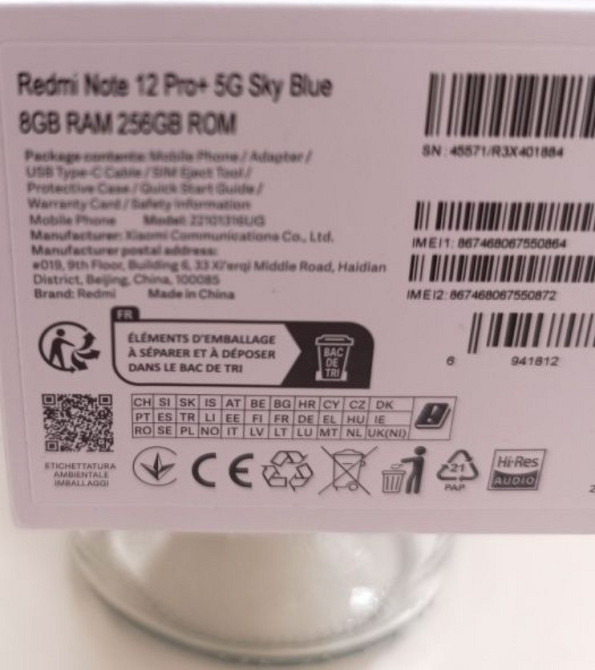 Redmi Note 12 Pro+ 5G Sky Blue
8GB RAM 256GB ROM
Package contents: Mobile Phone / Adapter /
USB Type-C Cable / SIM Eject Tool /
Protective Case / Quick Start Guide /
Warranty Card / Safety Information
Mobile Phone Model: 22101316UG
Manufacturer: Xiaomi Communications Co., Ltd.
Manufacturer postal address:
#019, 9th Floor, Building 6, 33 Xi'erqi Middle Road, Haidian
District, Beijing, China, 100085
Brand: Redmi Made in China
SN: 45571/R3X401884
IMEI1: 867468067550864
IMEI2: 867468067550872
6 941812
FR
ÉLÉMENTS D'EMBALLAGE
À SÉPARER ET À DÉPOSER
DANS LE BAC DE TRI
BAC
DE
TRI
CH SI SK IS AT BE BG HR CY CZ DK
PT ES TR LI EE FI FR DE EL HU IE
RO SE PL NO IT LV LT LU MT NL UK(NI)
ETICHETTATURA
AMBIENTALE
IMBALLAGGI
CE
21
PAP
Hi-Res
AUDIO